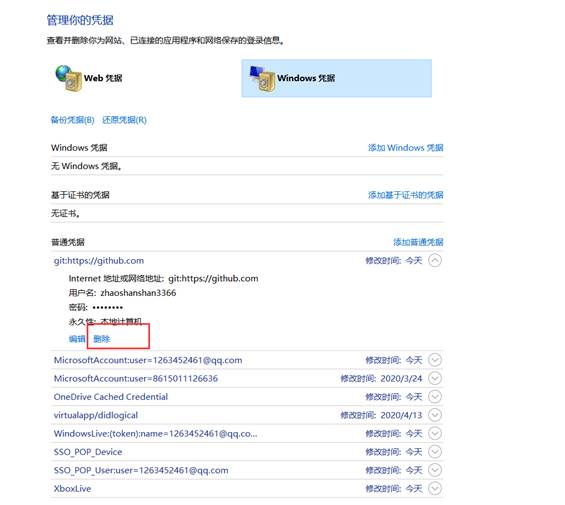 管理你的凭据
查看并删除你为网站、已连接的应用程序和网络保存的登录信息。
Web 凭据 Windows 凭据
备份凭据(B) 还原凭据(R)
Windows 凭据 添加 Windows 凭据
无 Windows 凭据。
基于证书的凭据 添加基于证书的凭据
无证书。
普通凭据 添加普通凭据
git:https://github.com 修改时间: 今天
Internet 地址或网络地址: git:https://github.com
用户名: zhaoshanshan3366
密码: ••••••••
永久性: 本地计算机
编辑 删除
MicrosoftAccount:user=1263452461@qq.com 修改时间: 今天
MicrosoftAccount:user=8615011126636 修改时间: 2020/3/24
OneDrive Cached Credential 修改时间: 今天
virtualapp/didlogical 修改时间: 2020/4/13
WindowsLive:(token):name=1263452461@qq.co... 修改时间: 今天
SSO_POP_Device 修改时间: 今天
SSO_POP_User:user=1263452461@qq.com 修改时间: 今天
XboxLive 修改时间: 今天